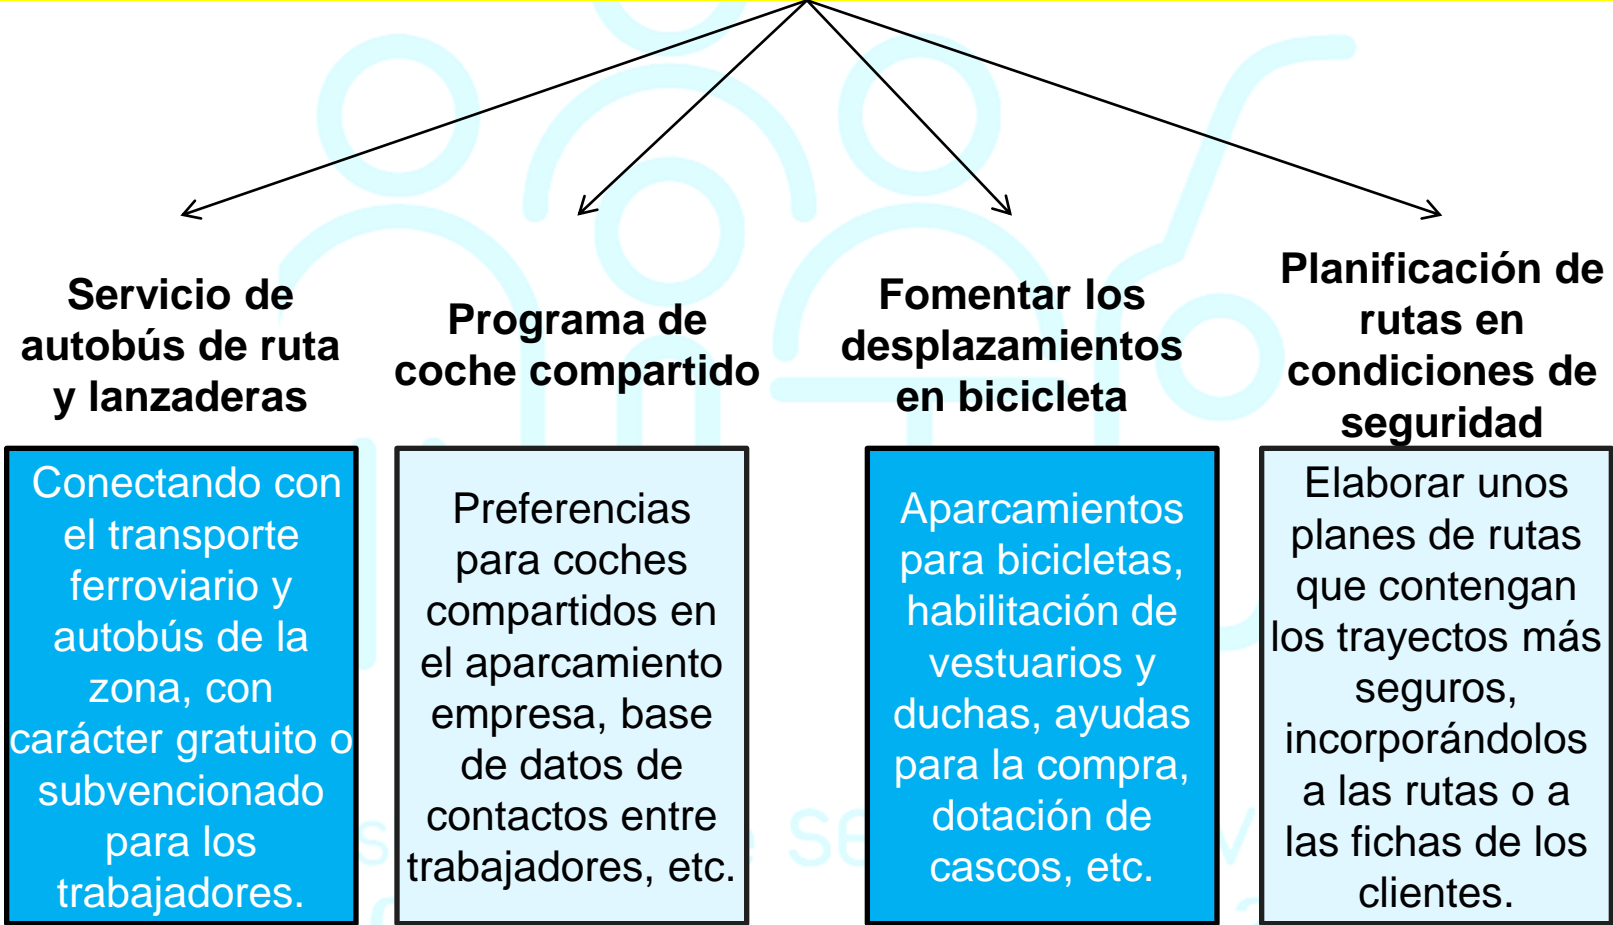 Servicio de
autobús de ruta
y lanzaderas
Conectando con
el transporte
ferroviario y
autobús de la
zona, con
carácter gratuito o
subvencionado
para los
trabajadores.
Programa de
coche compartido
Preferencias
para coches
compartidos en
el aparcamiento
empresa, base
de datos de
contactos entre
trabajadores, etc.
Fomentar los
desplazamientos
en bicicleta
Aparcamientos
para bicicletas,
habilitación de
vestuarios y
duchas, ayudas
para la compra,
dotación de
cascos, etc.
Planificación de
rutas en
condiciones de
seguridad
Elaborar unos
planes de rutas
que contengan
los trayectos más
seguros,
incorporándolos
a las rutas o a
las fichas de los
clientes.